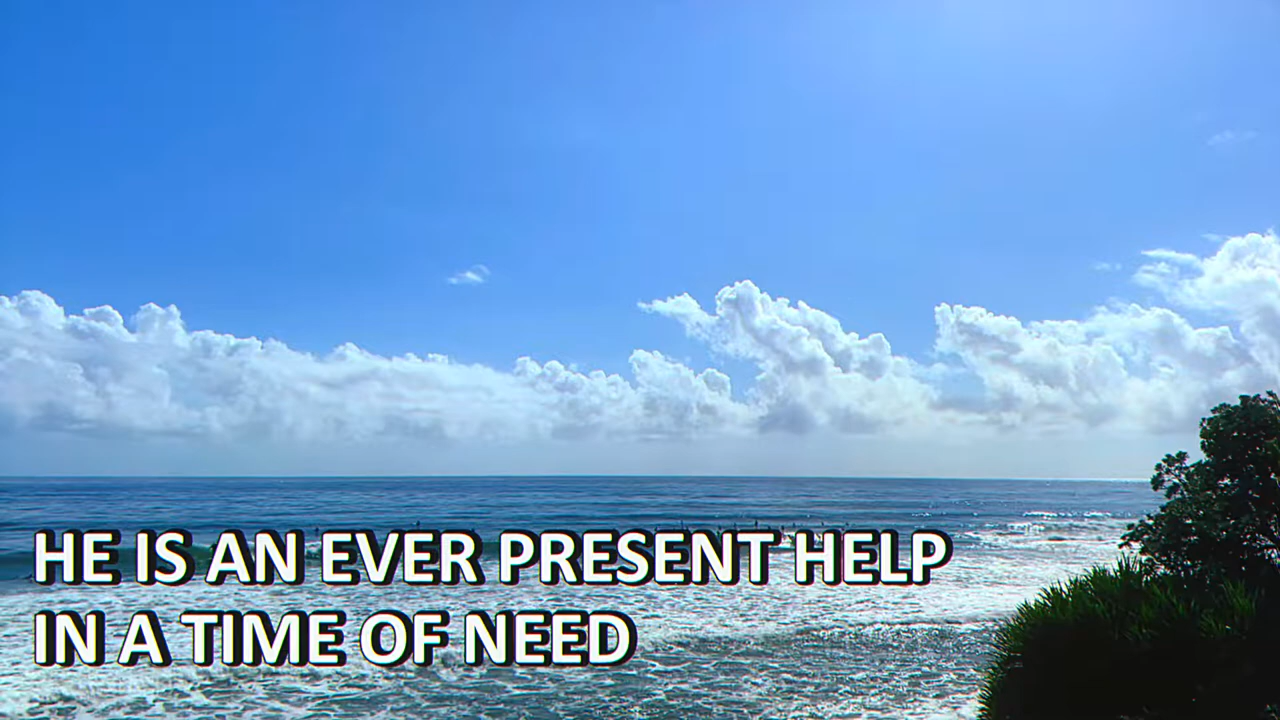 HE IS AN EVER PRESENT HELP
IN A TIME OF NEED